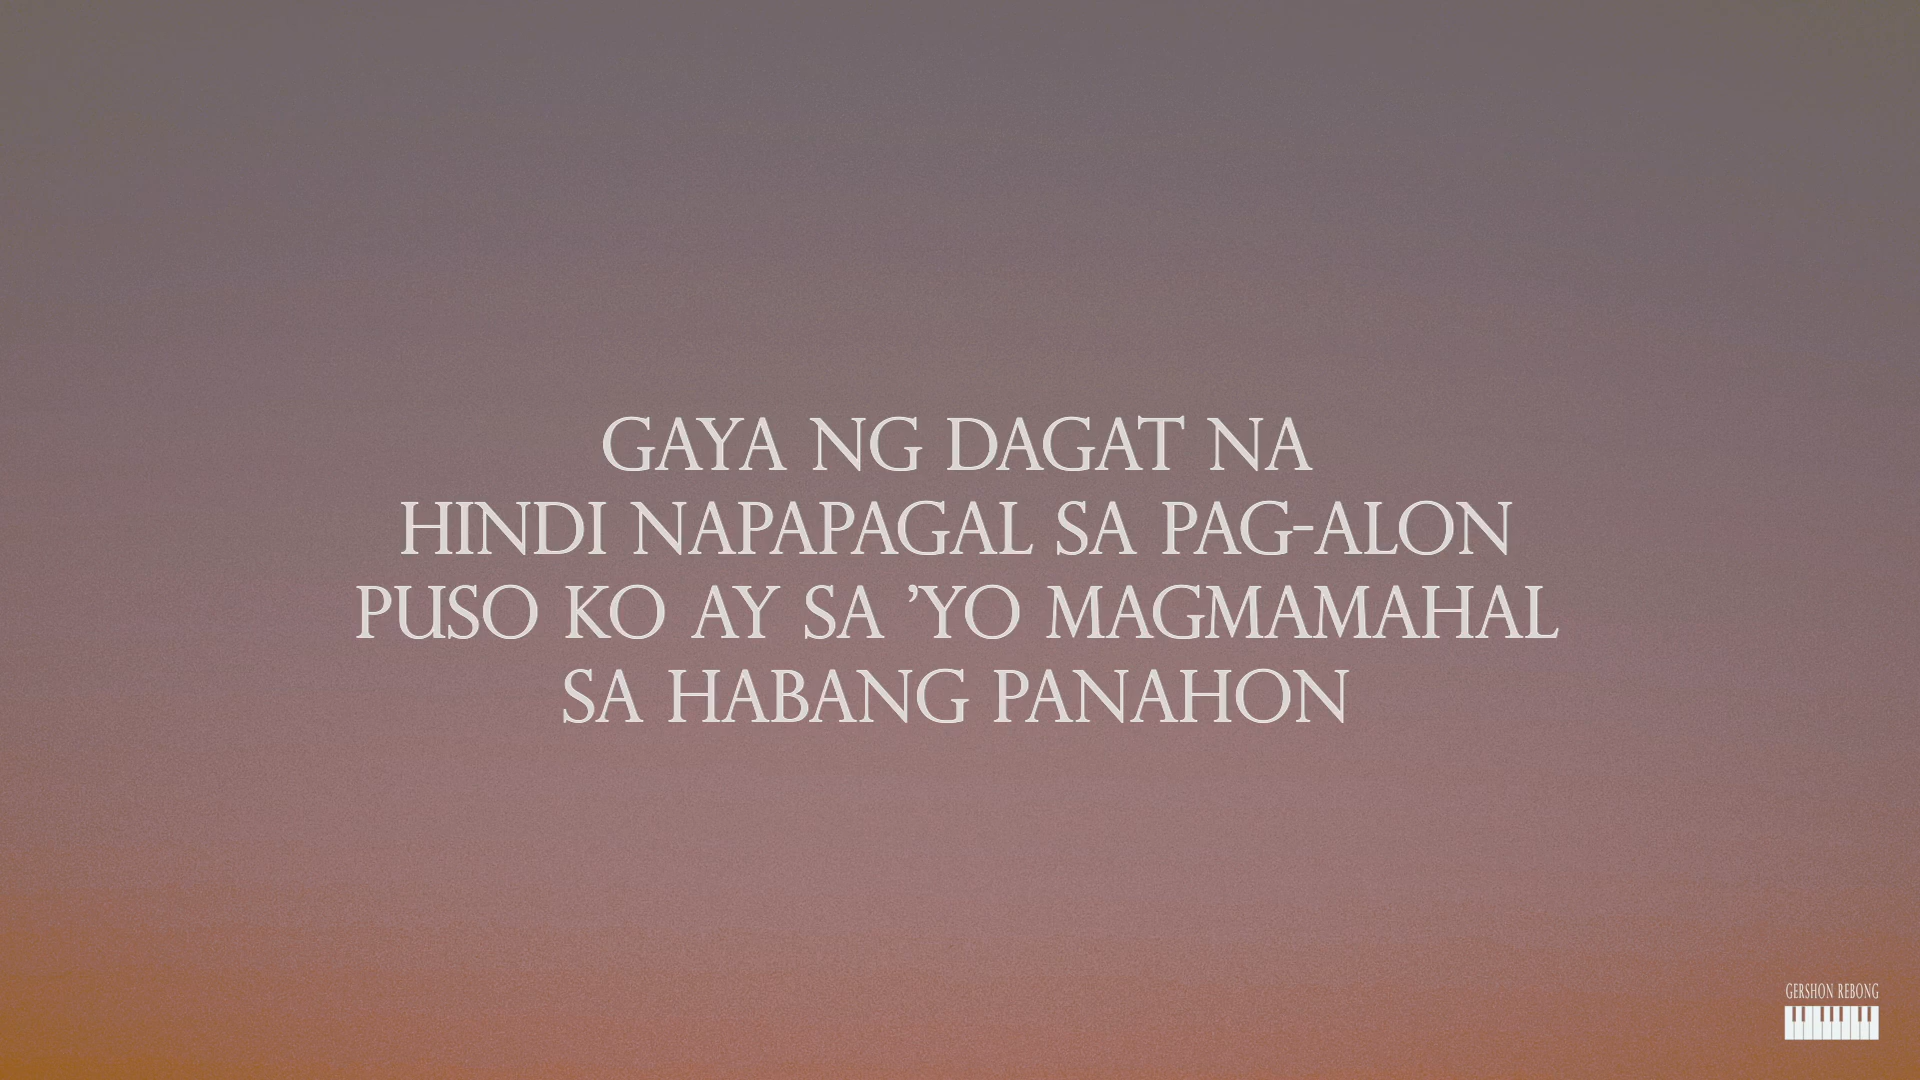 GAYA NG DAGAT NA
HINDI NAPAPAGAL SA PAG-ALON
PUSO KO AY SA ’YO MAGMAMAHAL
SA HABANG PANAHON
GERSHON REBONG